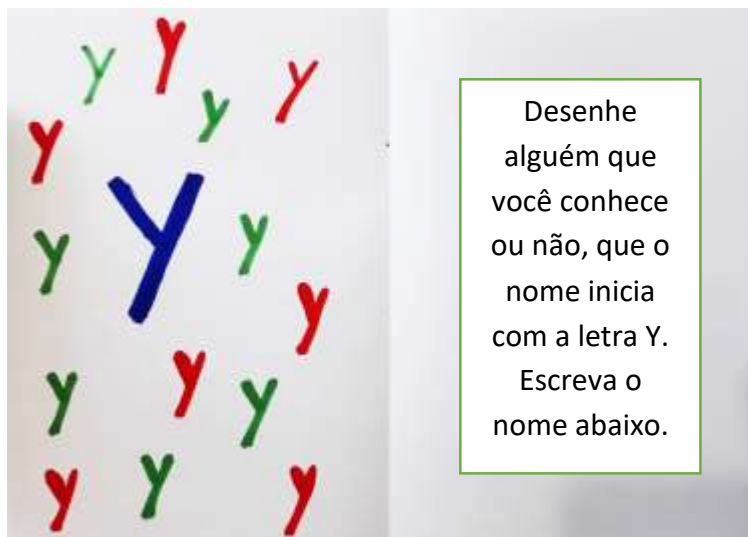 y y y y
y Y
y y
y
y
y y
y y y
Desenhe
alguém que
você conhece
ou não, que o
nome inicia
com a letra Y.
Escreva o
nome abaixo.